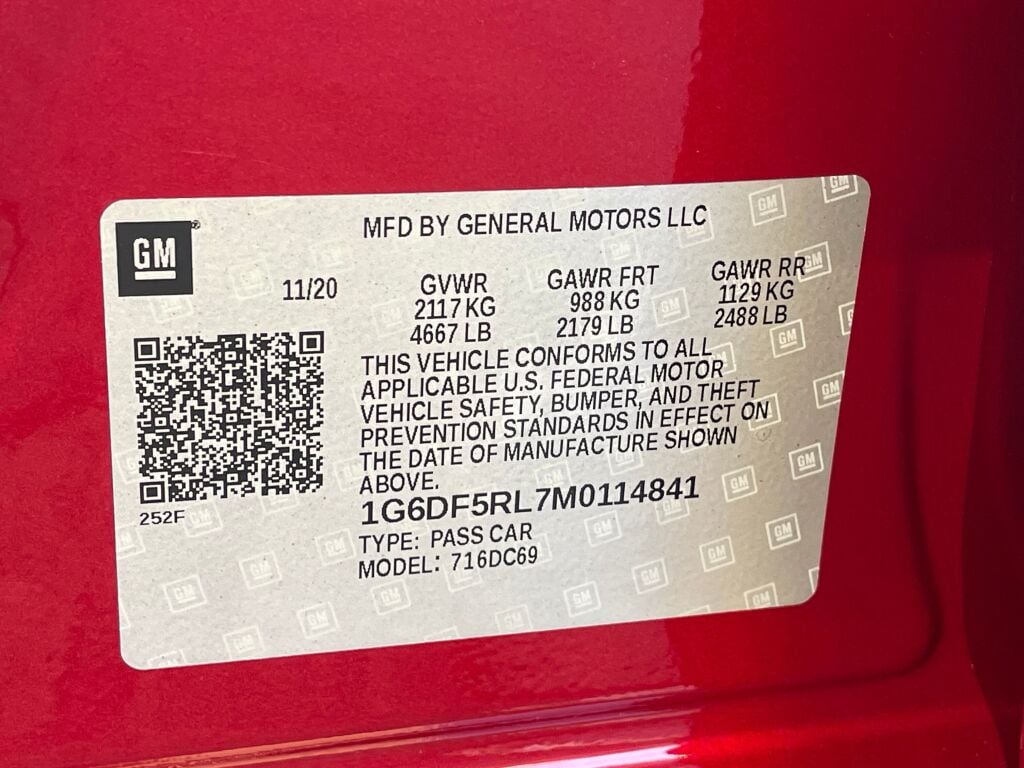 GM
MFD BY GENERAL MOTORS LLC
11/20
GVWR
2117 KG
4667 LB
GAWR FRT
988 KG
2179 LB
GAWR RR
1129 KG
2488 LB
THIS VEHICLE CONFORMS TO ALL
APPLICABLE U.S. FEDERAL MOTOR
VEHICLE SAFETY, BUMPER, AND THEFT
PREVENTION STANDARDS IN EFFECT ON
THE DATE OF MANUFACTURE SHOWN
ABOVE.
252F
1G6DF5RL7M0114841
TYPE: PASS CAR
MODEL: 716DC69